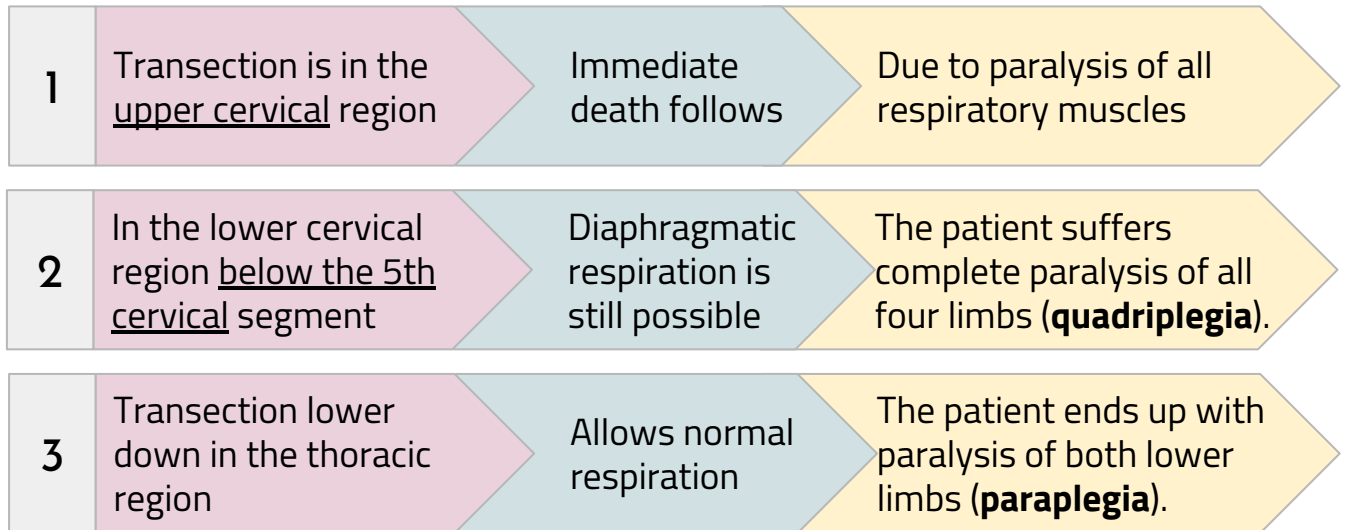 1
Transection is in the
upper cervical region
Immediate
death follows
Due to paralysis of all
respiratory muscles
2
In the lower cervical
region below the 5th
cervical segment
Diaphragmatic
respiration is
still possible
The patient suffers
complete paralysis of all
four limbs (quadriplegia).
3
Transection lower
down in the thoracic
region
Allows normal
respiration
The patient ends up with
paralysis of both lower
limbs (paraplegia).